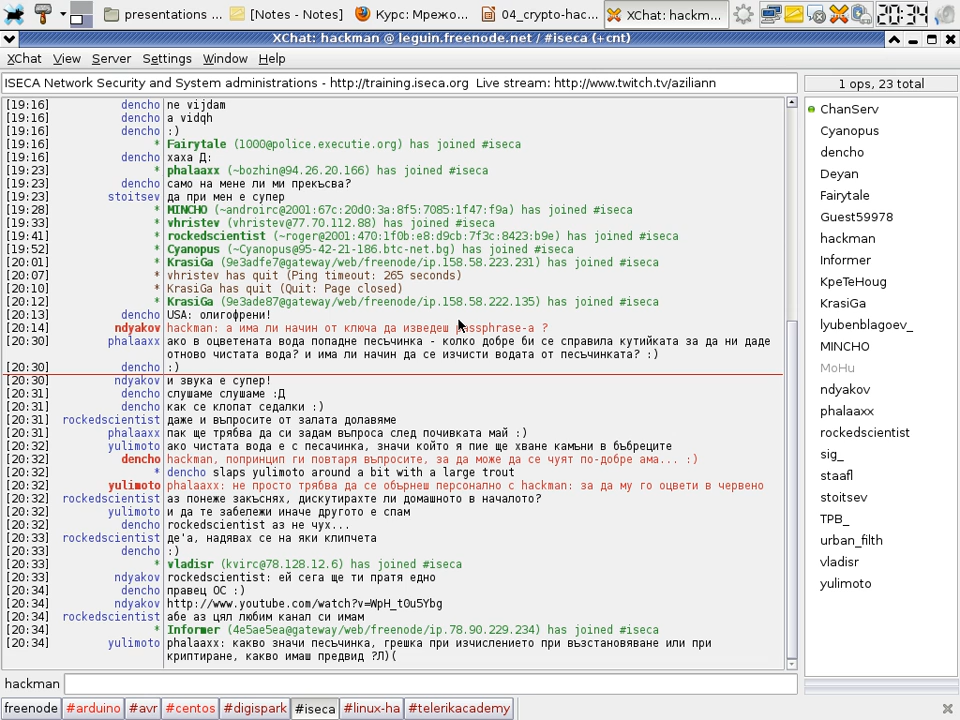 presentations ...
[Notes - Notes]
Курс: Мрежо...
04_crypto-hac...
XChat: hackm...
20:34
XChat: hackman @ leguin.freenode.net / #iseca (+cnt)
XChat View Server Settings Window Help
ISECA Network Security and System administrations - http://training.iseca.org Live stream: http://www.twitch.tv/aziliann
1 ops, 23 total
[19:16] dencho ne vijdam
[19:16] dencho a vidqh
[19:16] dencho :)
[19:16] * Fairytale (1000@police.executie.org) has joined #iseca
[19:16] dencho хаха Д:
[19:23] * phalaaxx (~bozhin@94.26.20.166) has joined #iseca
[19:23] dencho само на мене ли ми прекъсва?
[19:23] stoitsev да при мен е супер
[19:28] * MINCHO (~androirc@2001:67c:20d0:3a:8f5:7085:1f47:f9a) has joined #iseca
[19:33] * vhristev (vhristev@77.70.112.88) has joined #iseca
[19:41] * rockedscientist (~roger@2001:470:1f0b:e8:d9cb:7f3c:8423:b9e) has joined #iseca
[19:52] * Cyanopus (~Cyanopus@95-42-21-186.btc-net.bg) has joined #iseca
[20:01] * KrasiGa (9e3adfe7@gateway/web/freenode/ip.158.58.223.231) has joined #iseca
[20:07] * vhristev has quit (Ping timeout: 265 seconds)
[20:10] * KrasiGa has quit (Quit: Page closed)
[20:12] * KrasiGa (9e3ade87@gateway/web/freenode/ip.158.58.222.135) has joined #iseca
[20:13] dencho USA: олигофрени!
[20:14] ndyakov hackman: а има ли начин от ключа да изведеш passphrase-а ?
[20:30] phalaaxx ако в оцветената вода попадне песъчинка - колко добре би се справила кутийката за да ни даде
отново чистата вода? и има ли начин да се изчисти водата от песъчинката? :)
[20:30] dencho :)
[20:30] ndyakov и звука е супер!
[20:31] dencho слушаме слушаме :Д
[20:31] dencho как се клопат седалки :)
[20:31] rockedscientist даже и въпросите от залата долавяме
[20:31] phalaaxx пак ще трябва да си задам въпроса след почивката май :)
[20:32] yulimoto ако чистата вода е с песачинка, значи който я пие ще хване камъни в бъбреците
[20:32] dencho hackman, попринцип ги повтаря въпросите, за да може да се чуят по-добре ама... :)
[20:32] * dencho slaps yulimoto around a bit with a large trout
[20:32] yulimoto phalaaxx: не просто трябва да се обърнеш персонално с hackman: за да му го оцвети в червено
[20:32] rockedscientist аз понеже закъснях, дискутирахте ли домашното в началото?
[20:32] yulimoto и да те забележи иначе другото е спам
[20:32] dencho rockedscientist аз не чух...
[20:33] rockedscientist де'а, надявах се на яки клипчета
[20:33] dencho :)
[20:33] * vladisr (kvirc@78.128.12.6) has joined #iseca
[20:33] ndyakov rockedscientist: ей сега ще ти пратя едно
[20:34] dencho правец ОС :)
[20:34] ndyakov http://www.youtube.com/watch?v=WpH_t0u5Ybg
[20:34] rockedscientist абе аз цял любим канал си имам
[20:34] * Informer (4e5ae5ea@gateway/web/freenode/ip.78.90.229.234) has joined #iseca
[20:34] yulimoto phalaaxx: какво значи песъчинка, грешка при изчислението при възстановяване или при
криптиране, какво имаш предвид ?Л)(
ChanServ
Cyanopus
dencho
Deyan
Fairytale
Guest59978
hackman
Informer
KpeTeHoug
KrasiGa
lyubenblagoev_
MINCHO
MoHu
ndyakov
phalaaxx
rockedscientist
sig_
staafl
stoitsev
TPB_
urban_filth
vladisr
yulimoto
hackman
freenode #arduino #avr #centos #digispark #iseca #linux-ha #telerikacademy